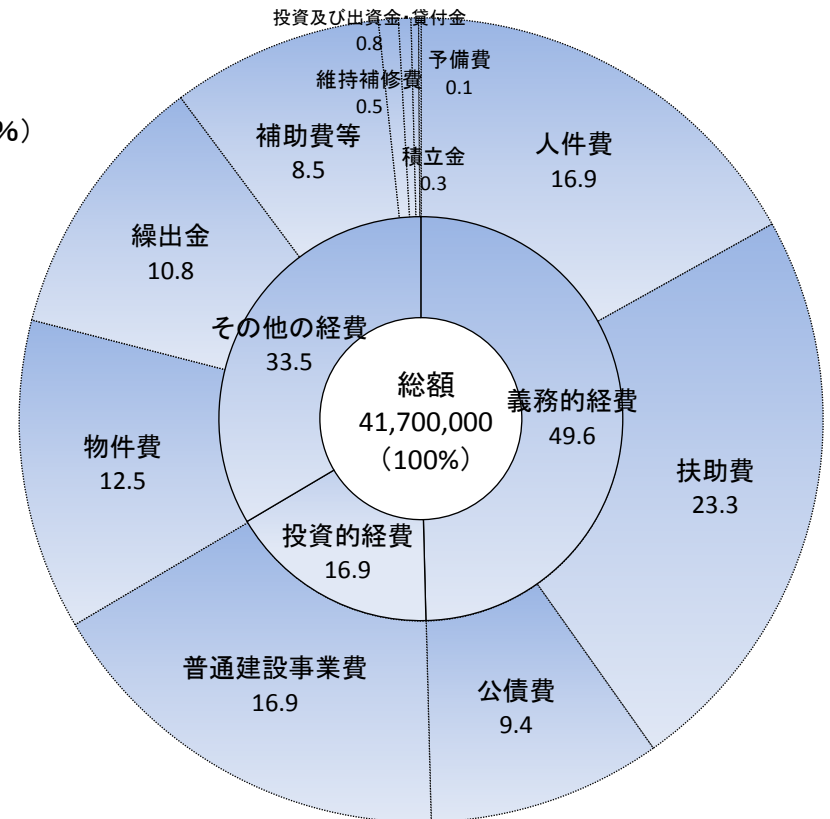 投資及び出資金・貸付金
0.8
予備費
0.1
維持補修費
0.5
%）
補助費等
8.5
積立金
0.3
人件費
16.9
繰出金
10.8
その他の経費
33.5
総額
41,700,000
（100%）
義務的経費
49.6
物件費
12.5
扶助費
23.3
投資的経費
16.9
普通建設事業費
16.9
公債費
9.4